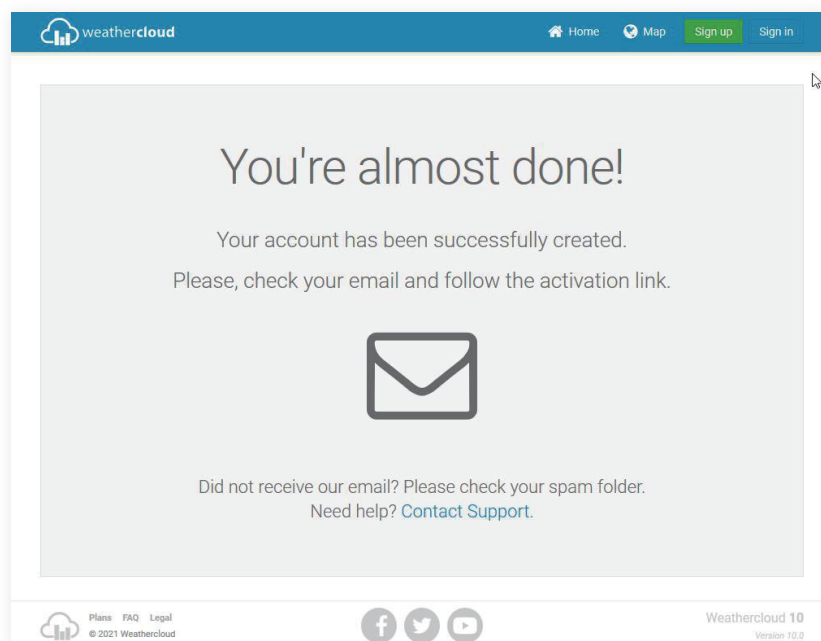 weathercloud
Home Map Sign up Sign in
You're almost done!
Your account has been successfully created.
Please, check your email and follow the activation link.
Did not receive our email? Please check your spam folder.
Need help? Contact Support.
Plans FAQ Legal
© 2021 Weathercloud
Weathercloud 10
Version 10.0